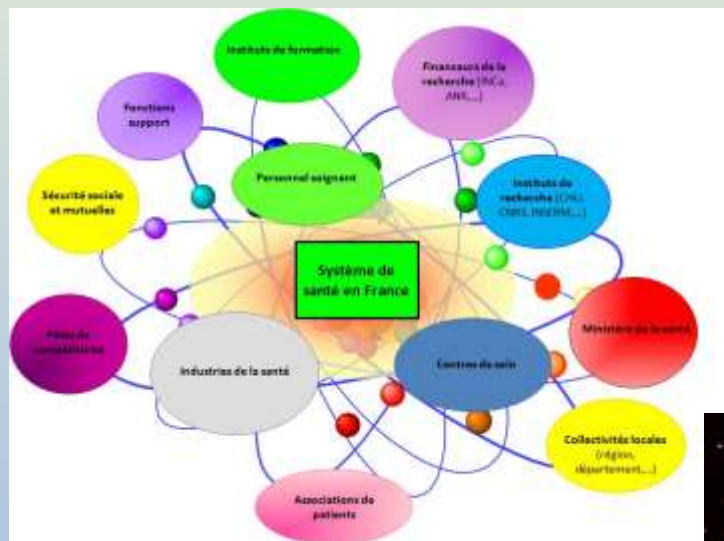 Instituts de formation
Financeurs de la
recherche (INCa,
ANR,...)
Fonctions
support
Personnel soignant
Sécurité sociale
et mutuelles
Instituts de
recherche (CHU,
CNRS, INSERM,...)
Système de
santé en France
Ministère de la santé
Pôles de
compétitivité
Industries de la santé
Centres de soin
Collectivités locales
(région,
département,...)
Associations de
patients